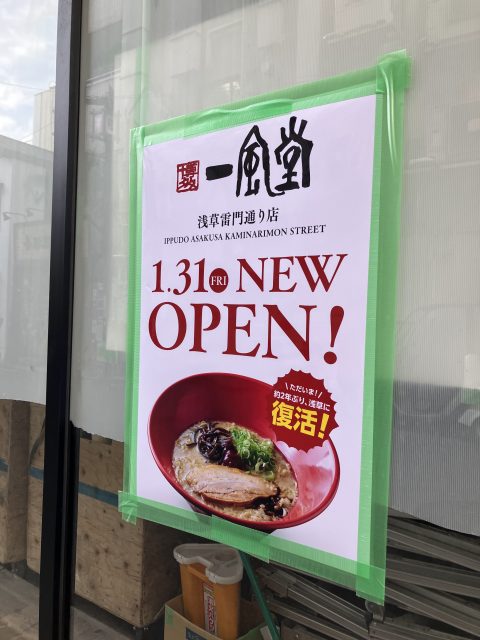 博多
一風堂
浅草雷門通り店
IPPUDO ASAKUSA KAMINARIMON STREET
1.31 FRI NEW
OPEN!
ただいま!
約2年ぶり、浅草に
復活!